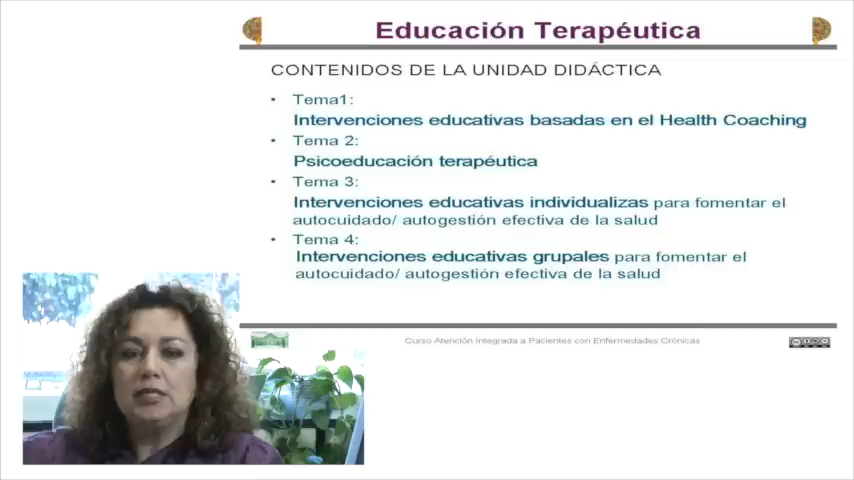 Educación Terapéutica
CONTENIDOS DE LA UNIDAD DIDÁCTICA
• Tema1:
Intervenciones educativas basadas en el Health Coaching
• Tema 2:
Psicoeducación terapéutica
• Tema 3:
Intervenciones educativas individualizas para fomentar el
autocuidado/ autogestión efectiva de la salud
• Tema 4:
Intervenciones educativas grupales para fomentar el
autocuidado/ autogestión efectiva de la salud
Curso Atención Integrada a Pacientes con Enfermedades Crónicas